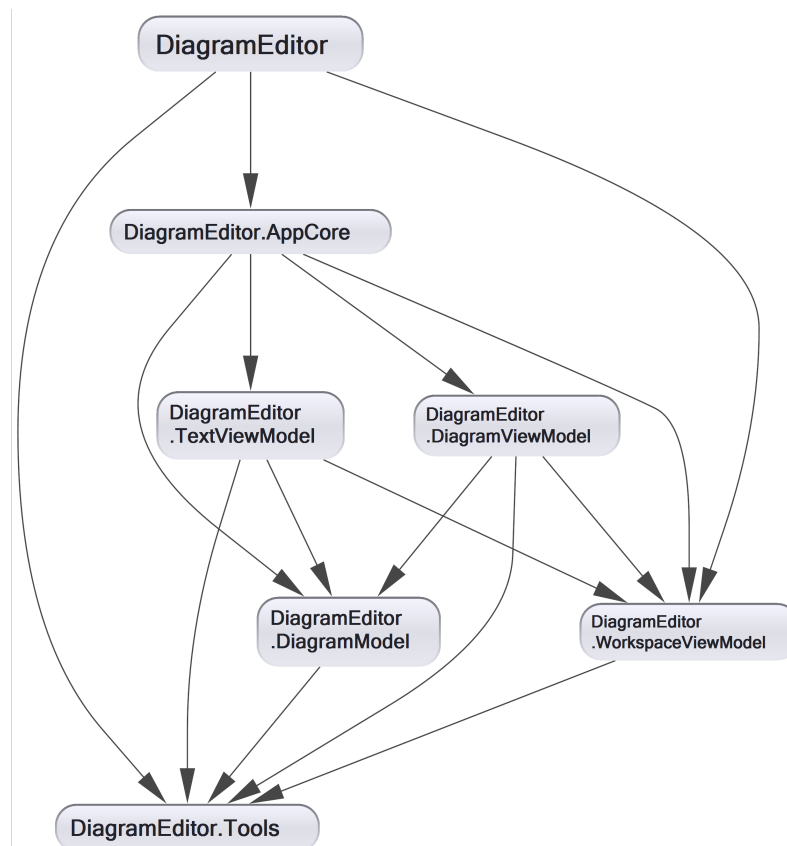 DiagramEditor
DiagramEditor.AppCore
DiagramEditor
.TextViewModel
DiagramEditor
.DiagramViewModel
DiagramEditor
.DiagramModel
DiagramEditor
.WorkspaceViewModel
DiagramEditor.Tools